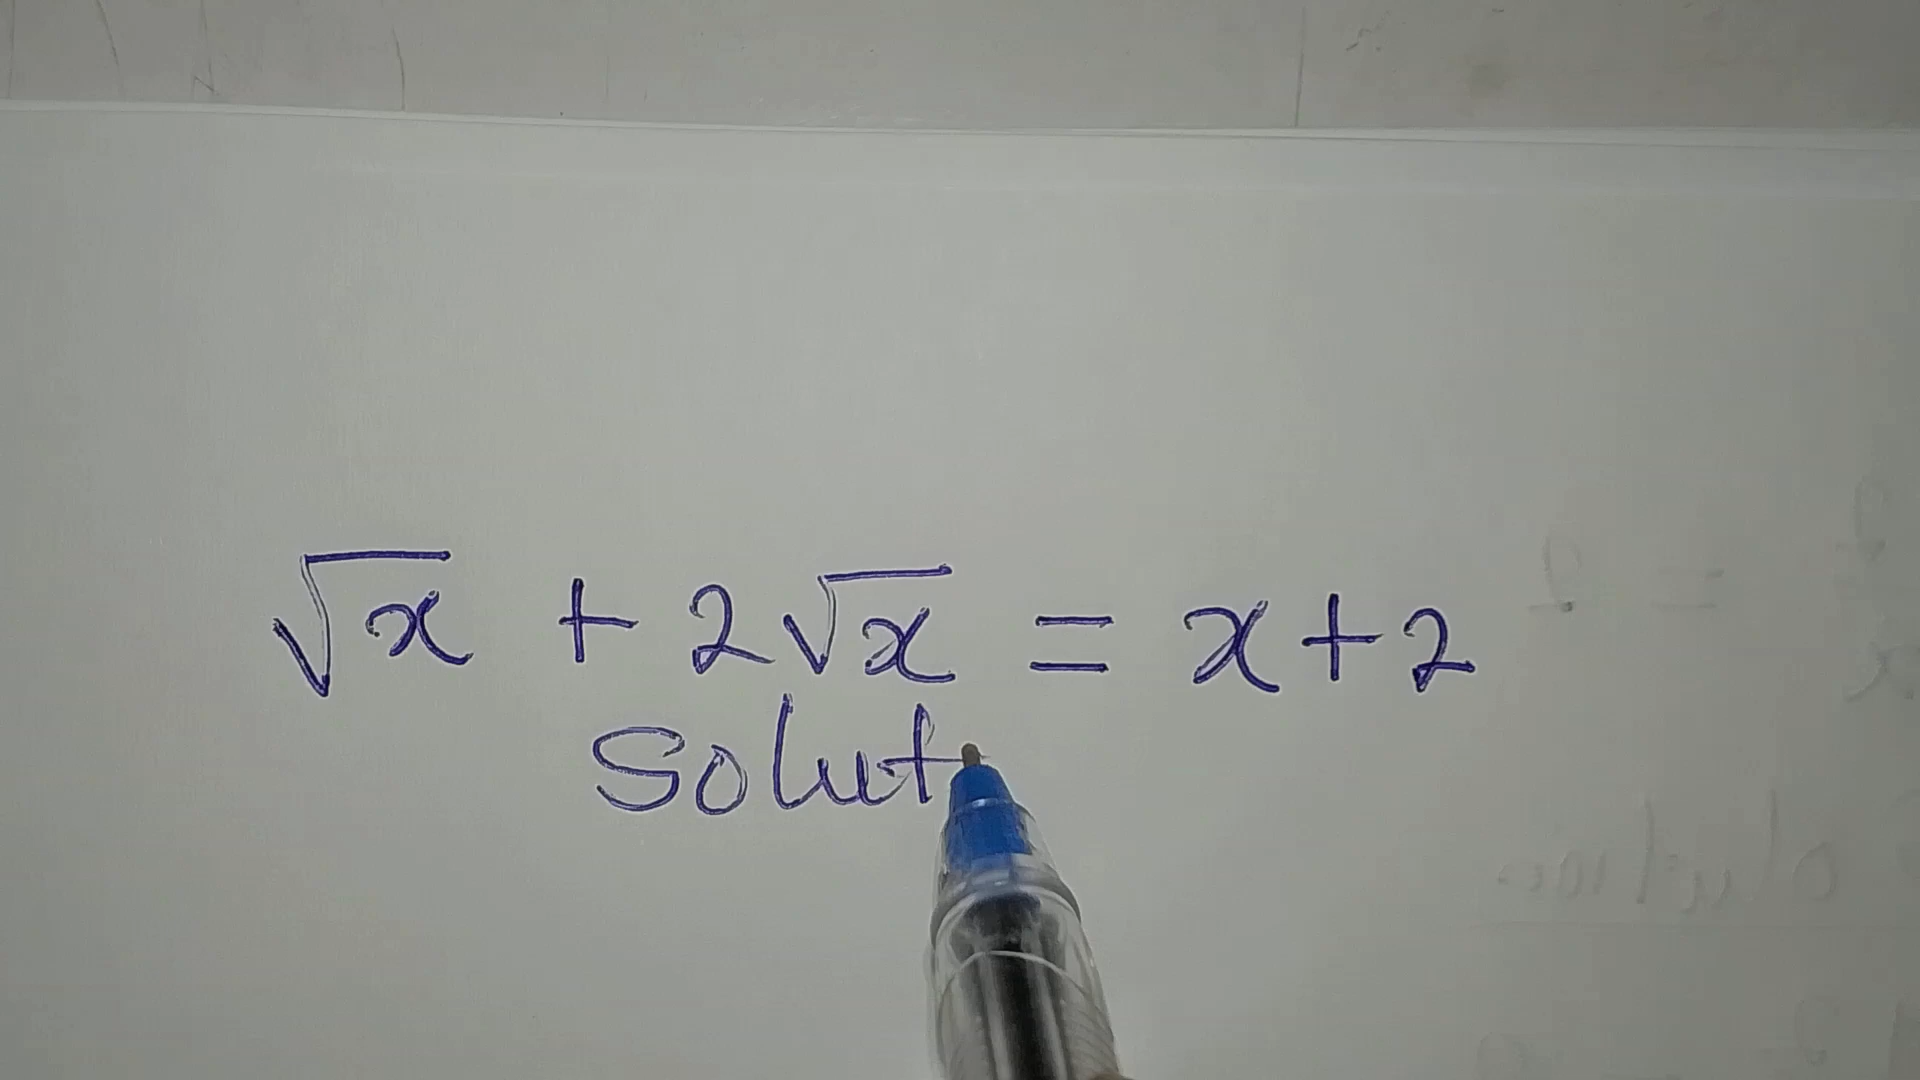 √x + 2√x = x+2
Solut